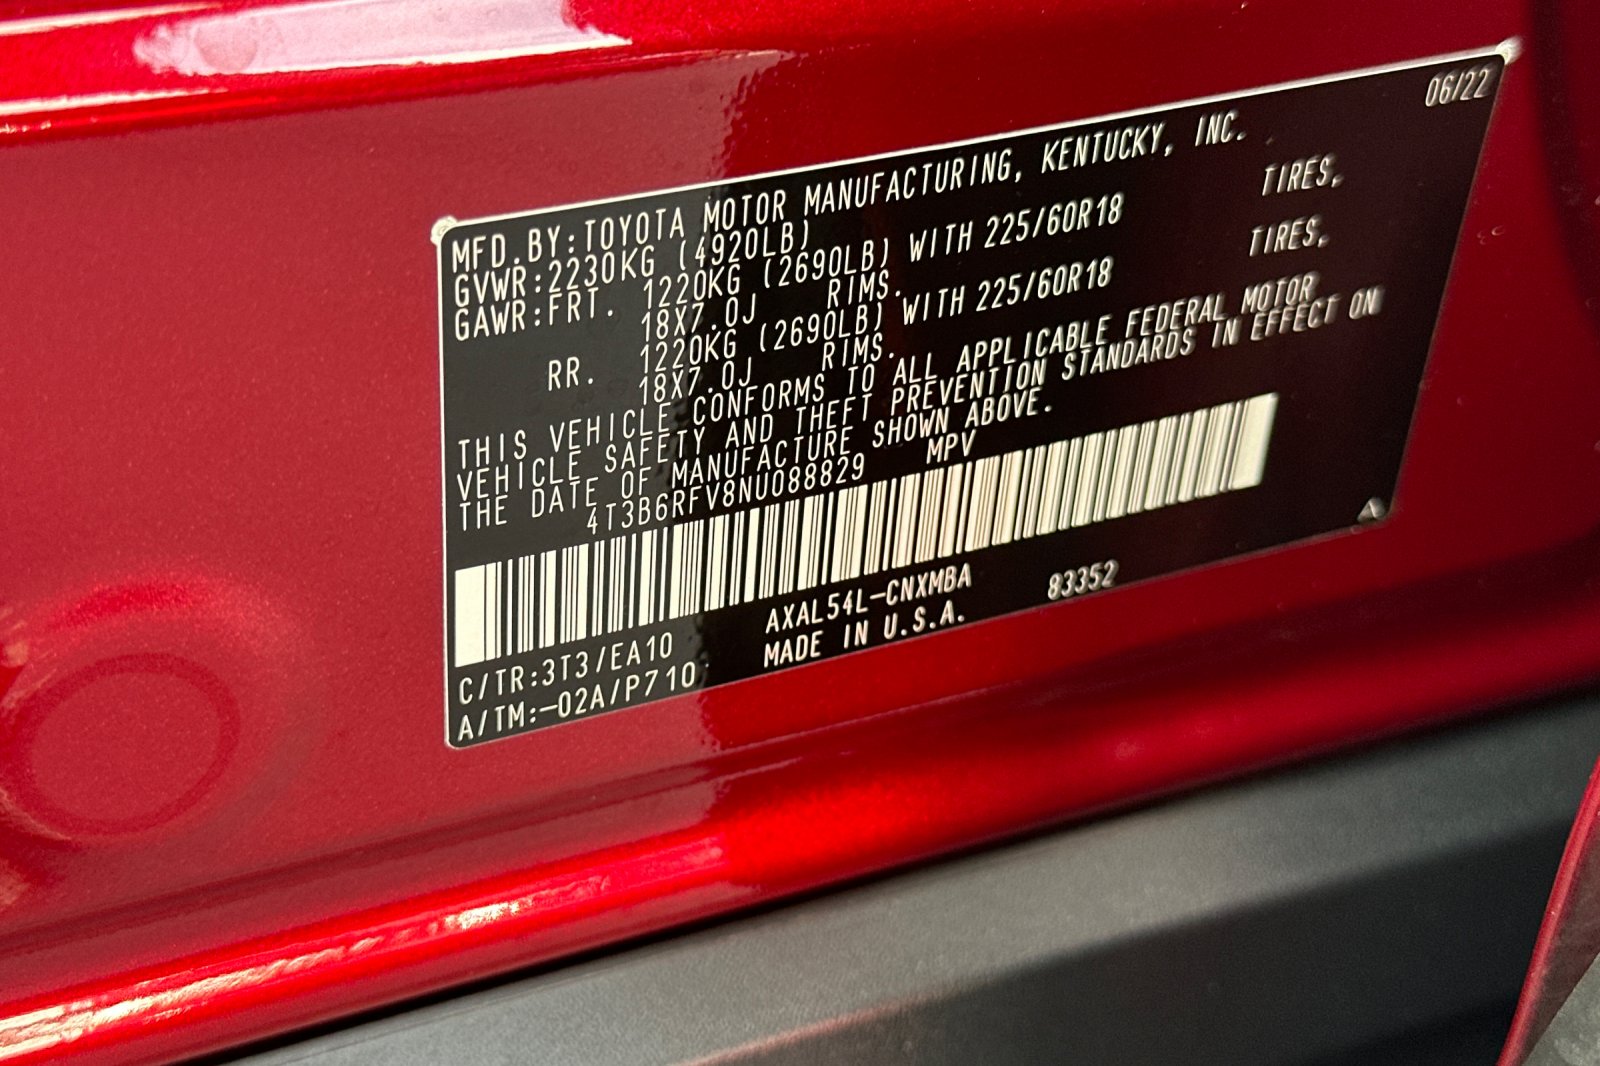 06/22
MFD.BY:TOYOTA MOTOR MANUFACTURING, KENTUCKY, INC.
GVWR:2230KG (4920LB)
GAWR:FRT. 1220KG (2690LB) WITH 225/60R18 TIRES,
18X7.0J RIMS.
RR. 1220KG (2690LB) WITH 225/60R18 TIRES,
18X7.0J RIMS.
THIS VEHICLE CONFORMS TO ALL APPLICABLE FEDERAL MOTOR
VEHICLE SAFETY AND THEFT PREVENTION STANDARDS IN EFFECT ON
THE DATE OF MANUFACTURE SHOWN ABOVE.
4T3B6RFV8NU088829 MPV
C/TR:3T3/EA10 AXAL54L-CNXMBA 83352
A/TM:-02A/P710 MADE IN U.S.A.